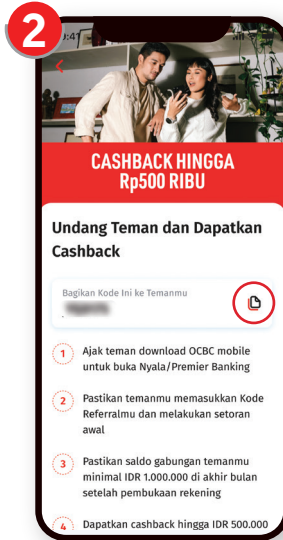 2
CASHBACK HINGGA
Rp500 RIBU
Undang Teman dan Dapatkan
Cashback
Bagikan Kode Ini ke Temanmu
1 Ajak teman download OCBC mobile
untuk buka Nyala/Premier Banking
2 Pastikan temanmu memasukkan Kode
Referralmu dan melakukan setoran
awal
3 Pastikan saldo gabungan temanmu
minimal IDR 1.000.000 di akhir bulan
setelah pembukaan rekening
4 Dapatkan cashback hingga IDR 500.000